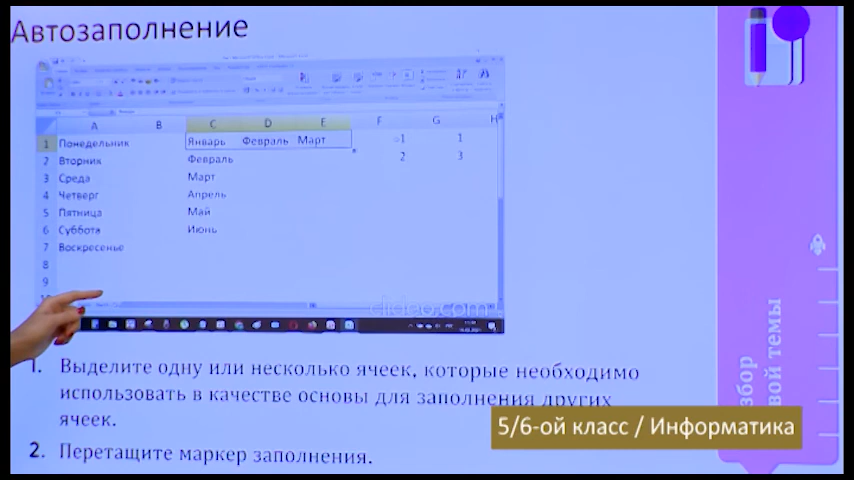 Автозаполнение
A B C D E F G H
1 Понедельник Январь Февраль Март 1 1
2 Вторник Февраль 2 3
3 Среда Март
4 Четверг Апрель
5 Пятница Май
6 Суббота Июнь
7 Воскресенье
8
9
clideo.com
1. Выделите одну или несколько ячеек, которые необходимо
использовать в качестве основы для заполнения других
ячеек.
2. Перетащите маркер заполнения.
5/6-ой класс / Информатика
темы